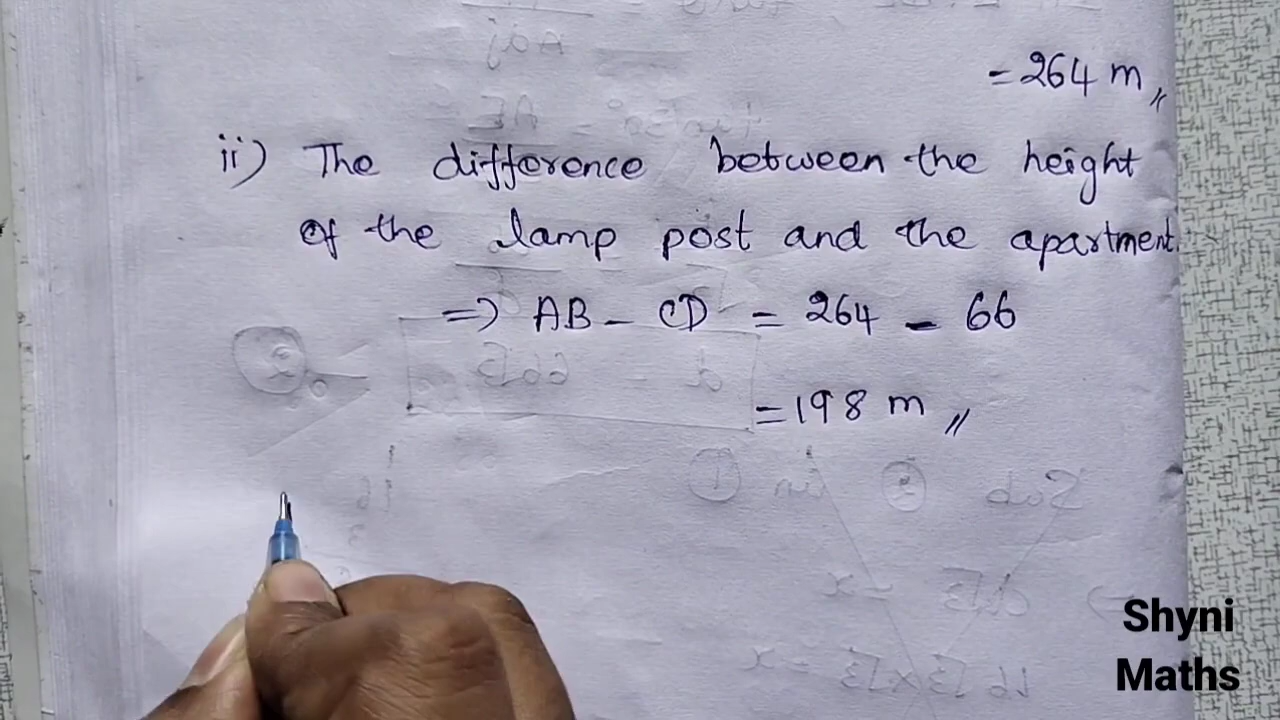 = 264 m,,
ii) The difference between the height
of the lamp post and the apartment.
=> AB - CD = 264 - 66
= 198 m,,
Shyni
Maths